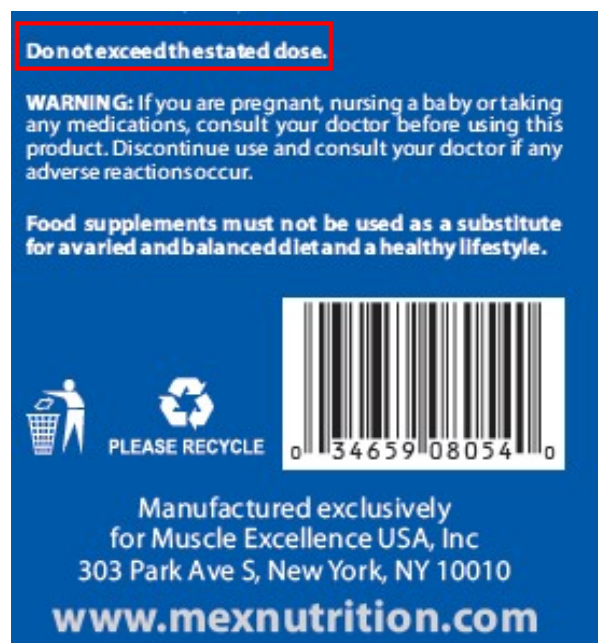 Do not exceed the stated dose.
WARNING: If you are pregnant, nursing a baby or taking
any medications, consult your doctor before using this
product. Discontinue use and consult your doctor if any
adverse reactions occur.
Food supplements must not be used as a substitute
for a varied and balanced diet and a healthy lifestyle.
PLEASE RECYCLE
0 34659 08054 0
Manufactured exclusively
for Muscle Excellence USA, Inc
303 Park Ave S, New York, NY 10010
www.mexnutrition.com